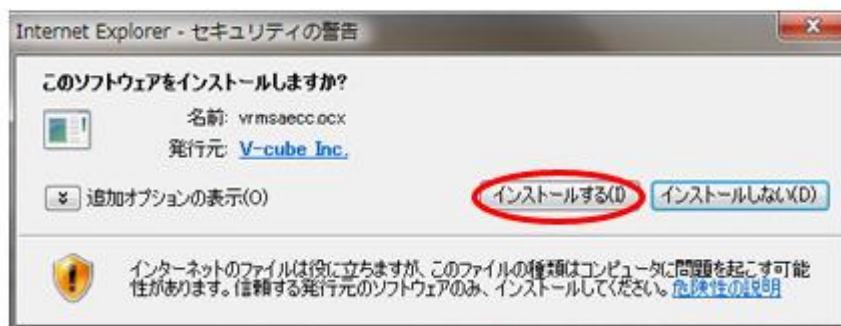 Internet Explorer - セキュリティの警告
このソフトウェアをインストールしますか?
名前: vrmsaecc.ocx
発行元: V-cube Inc.
追加オプションの表示(O)
インストールする(I)
インストールしない(D)
インターネットのファイルは役に立ちますが、このファイルの種類はコンピュータに問題を起こす可能
性があります。信頼する発行元のソフトウェアのみ、インストールしてください。危険性の説明